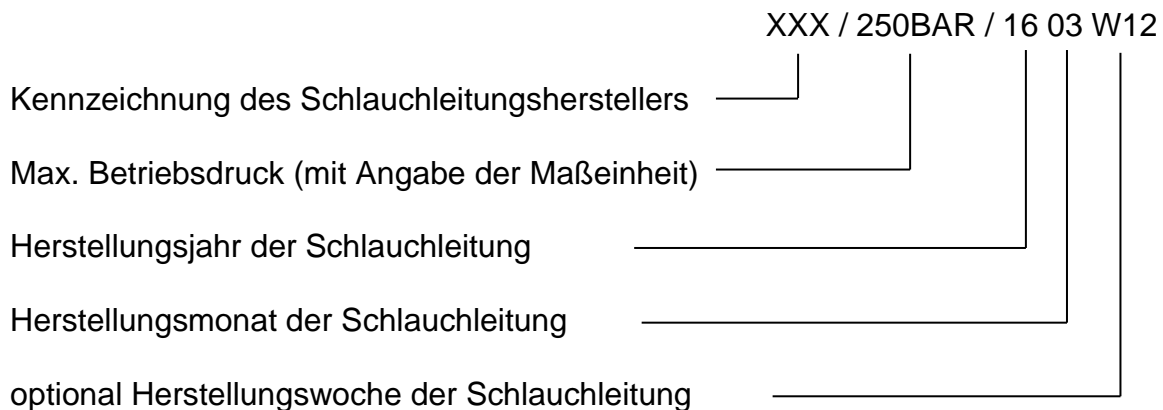 XXX / 250BAR / 16 03 W12
Kennzeichnung des Schlauchleitungsherstellers
Max. Betriebsdruck (mit Angabe der Maßeinheit)
Herstellungsjahr der Schlauchleitung
Herstellungsmonat der Schlauchleitung
optional Herstellungswoche der Schlauchleitung